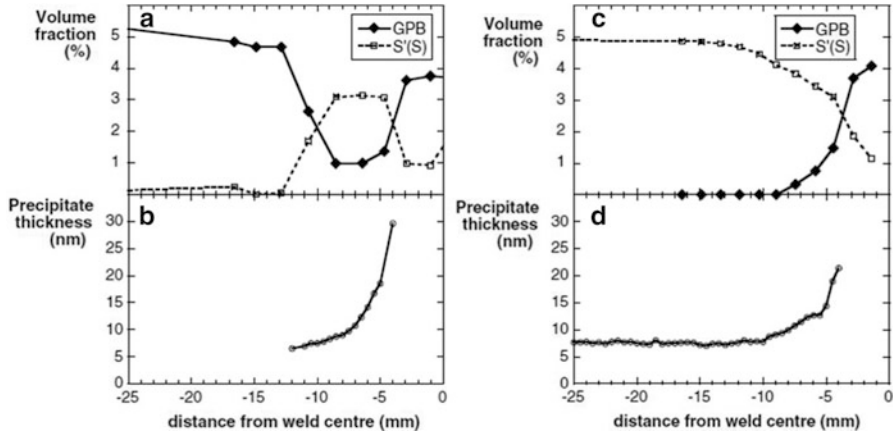 a
Volume
fraction
(%)
GPB
S'(S)
5
4
3
2
1
b
Precipitate
thickness
(nm)
30
25
20
15
10
5
0
-25 -20 -15 -10 -5 0
distance from weld centre (mm)
c
Volume
fraction
(%)
GPB
S'(S)
5
4
3
2
1
d
Precipitate
thickness
(nm)
30
25
20
15
10
5
0
-25 -20 -15 -10 -5 0
distance from weld centre (mm)